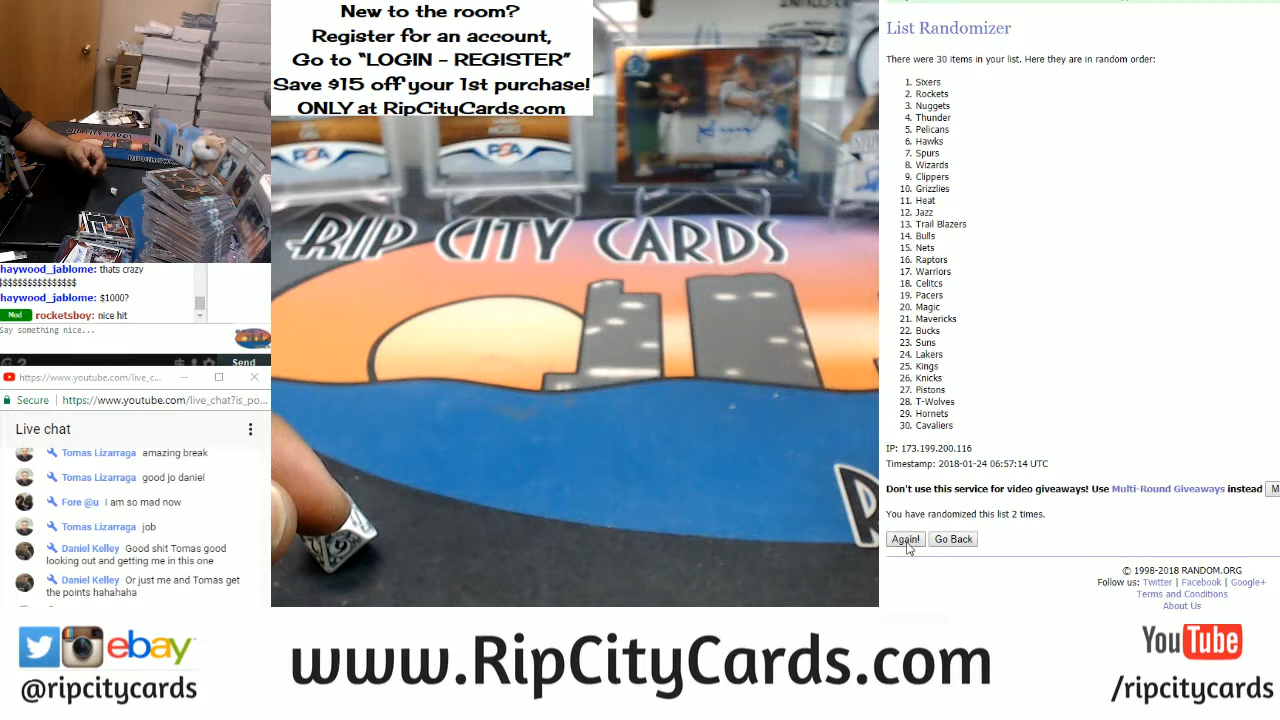 New to the room?
Register for an account,
Go to "LOGIN - REGISTER"
Save $15 off your 1st purchase!
ONLY at RipCityCards.com
PSA
PSA
RIP CITY CARDS
RIP CITY CARDS
haywood_jablome: thats crazy
$$$$$$$$$$$$$$$$
haywood_jablome: $1000?
Mod rocketsboy: nice hit
Say something nice...
Send
https://www.youtube.com/live_c...
Secure https://www.youtube.com/live_chat?is_po...
Live chat
Tomas Lizarraga amazing break
Tomas Lizarraga good jo daniel
Fore @u I am so mad now
Tomas Lizarraga job
Daniel Kelley Good shit Tomas good
looking out and getting me in this one
Daniel Kelley Or just me and Tomas get
the points hahahaha
List Randomizer
There were 30 items in your list. Here they are in random order:
1. Sixers
2. Rockets
3. Nuggets
4. Thunder
5. Pelicans
6. Hawks
7. Spurs
8. Wizards
9. Clippers
10. Grizzlies
11. Heat
12. Jazz
13. Trail Blazers
14. Bulls
15. Nets
16. Raptors
17. Warriors
18. Celitcs
19. Pacers
20. Magic
21. Mavericks
22. Bucks
23. Suns
24. Lakers
25. Kings
26. Knicks
27. Pistons
28. T-Wolves
29. Hornets
30. Cavaliers
IP: 173.199.200.116
Timestamp: 2018-01-24 06:57:14 UTC
Don't use this service for video giveaways! Use Multi-Round Giveaways instead
You have randomized this list 2 times.
Again! Go Back
© 1998-2018 RANDOM.ORG
Follow us: Twitter | Facebook | Google+
Terms and Conditions
About Us
ebay
@ripcitycards
www.RipCityCards.com
YouTube
/ripcitycards